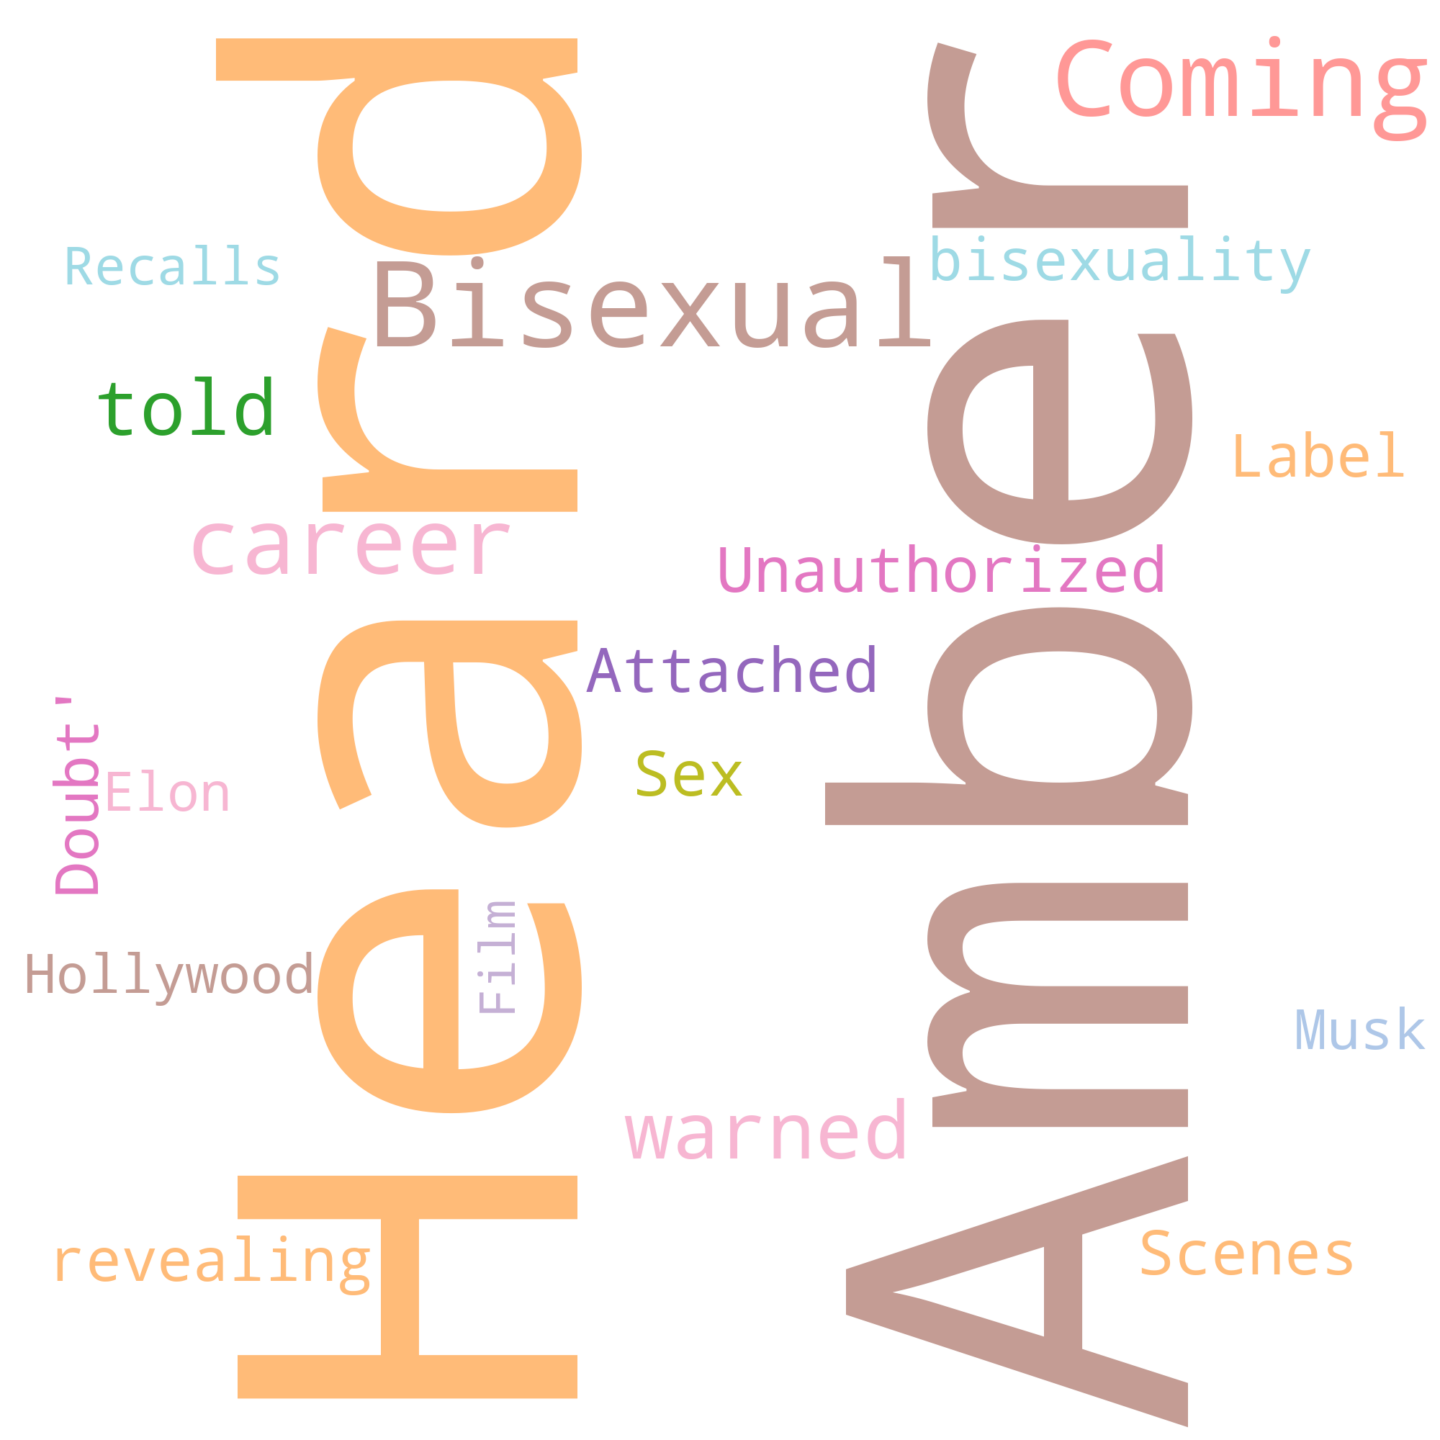 Coming
Heard
Amber
Recalls
bisexuality
Bisexual
told
Label
career
Unauthorized
Attached
Doubt'
Elon
Sex
Film
Hollywood
Musk
warned
revealing
Scenes